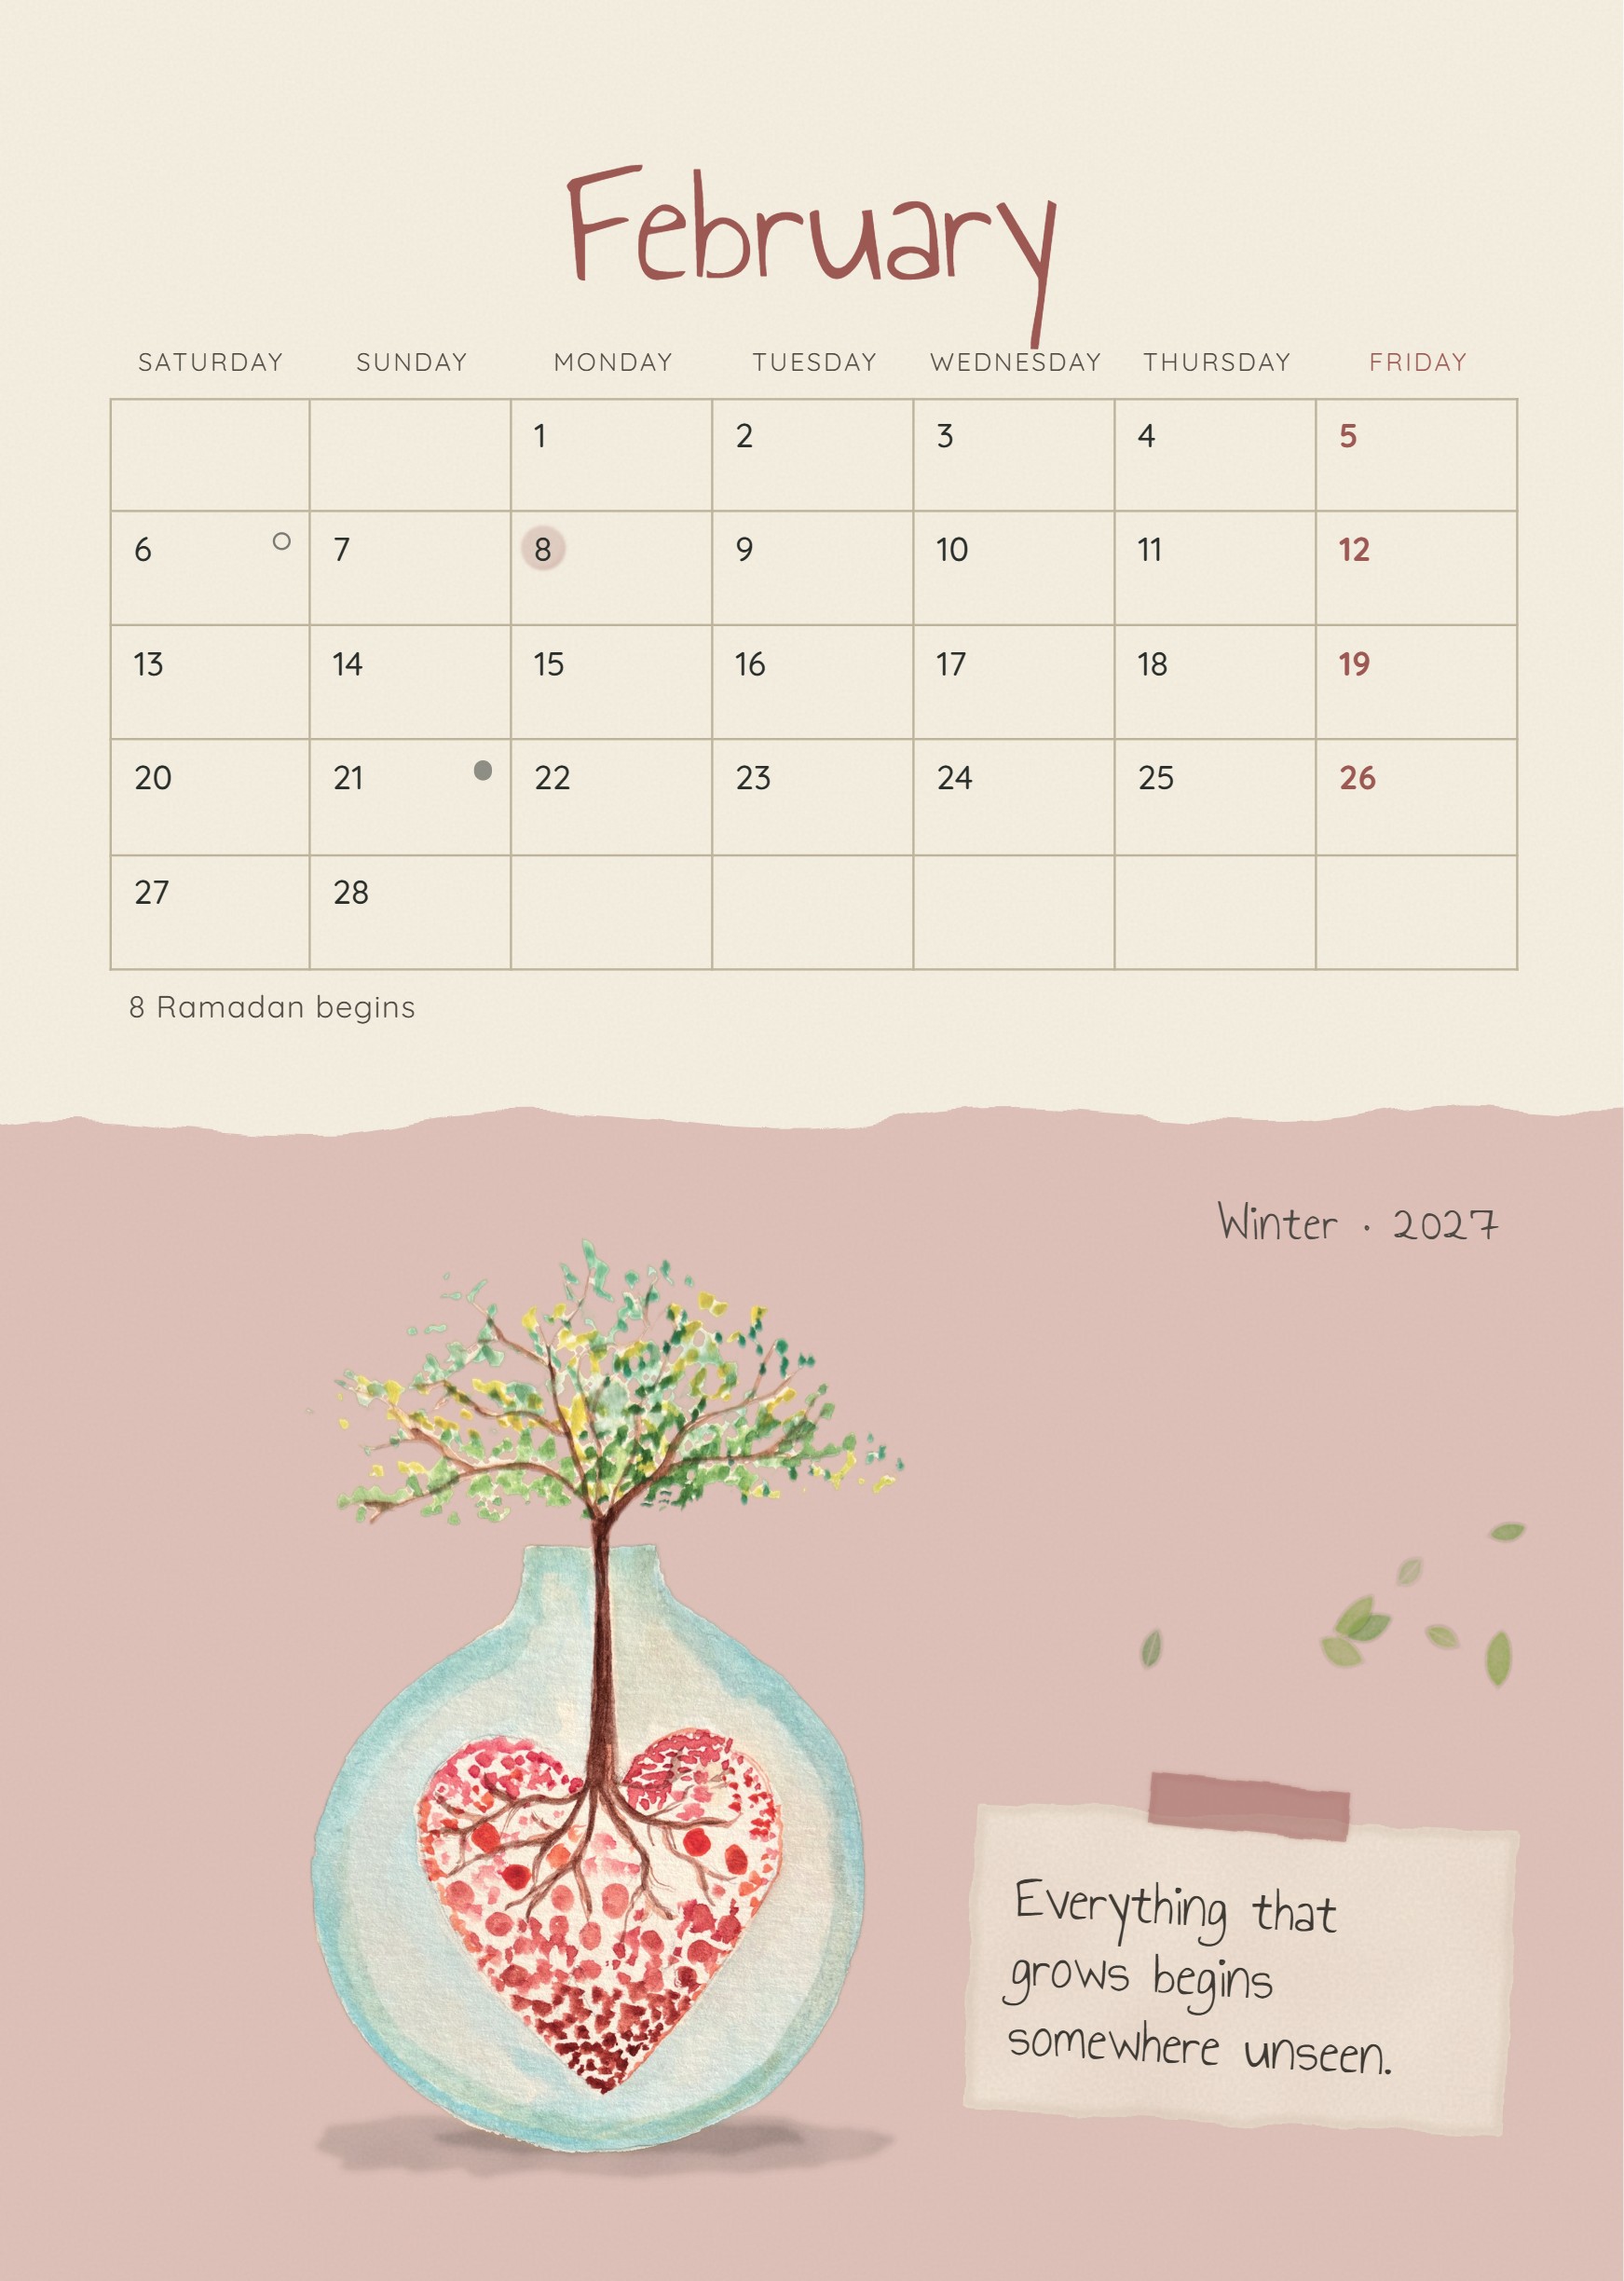 February
SATURDAY SUNDAY MONDAY TUESDAY WEDNESDAY THURSDAY FRIDAY
1 2 3 4 5
6 7 8 9 10 11 12
13 14 15 16 17 18 19
20 21 22 23 24 25 26
27 28
8 Ramadan begins
Winter · 2027
Everything that
grows begins
somewhere unseen.